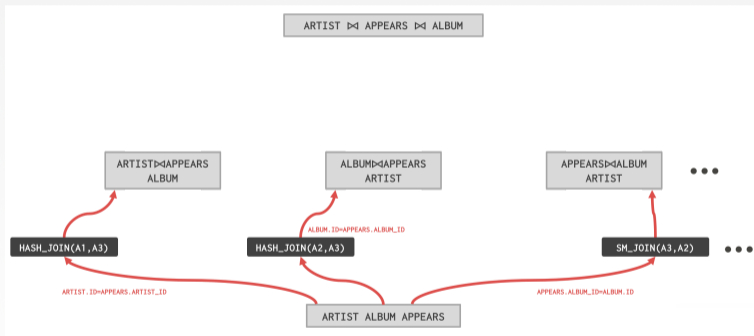 ARTIST ⋈ APPEARS ⋈ ALBUM
ARTIST⋈APPEARS
ALBUM
ALBUM⋈APPEARS
ARTIST
APPEARS⋈ALBUM
ARTIST
•••
ALBUM.ID=APPEARS.ALBUM_ID
HASH_JOIN(A1,A3)
HASH_JOIN(A2,A3)
SM_JOIN(A3,A2)
•••
ARTIST.ID=APPEARS.ARTIST_ID
APPEARS.ALBUM_ID=ALBUM.ID
ARTIST ALBUM APPEARS